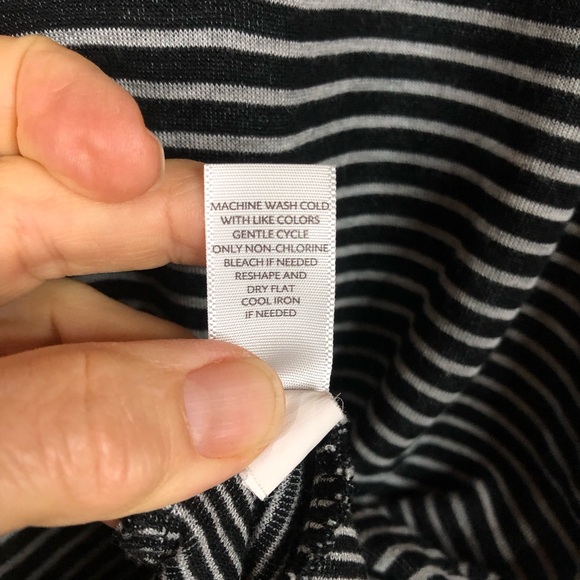 MACHINE WASH COLD
WITH LIKE COLORS
GENTLE CYCLE
ONLY NON-CHLORINE
BLEACH IF NEEDED
RESHAPE AND
DRY FLAT
COOL IRON
IF NEEDED